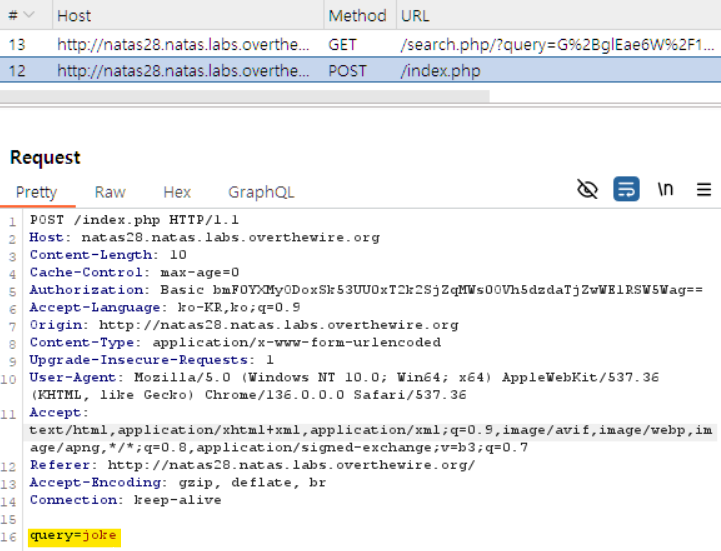 # Host Method URL
13 http://natas28.natas.labs.overthe... GET /search.php/?query=G%2BglEae6W%2F1...
12 http://natas28.natas.labs.overthe... POST /index.php
Request
Pretty Raw Hex GraphQL \n
1 POST /index.php HTTP/1.1
2 Host: natas28.natas.labs.overthewire.org
3 Content-Length: 10
4 Cache-Control: max-age=0
5 Authorization: Basic
6 Accept-Language: ko-KR,ko;q=0.9
7 Origin: http://natas28.natas.labs.overthewire.org
8 Content-Type: application/x-www-form-urlencoded
9 Upgrade-Insecure-Requests: 1
10 User-Agent: Mozilla/5.0 (Windows NT 10.0; Win64; x64) AppleWebKit/537.36
(KHTML, like Gecko) Chrome/136.0.0.0 Safari/537.36
11 Accept:
text/html,application/xhtml+xml,application/xml;q=0.9,image/avif,image/webp,im
age/apng,*/*;q=0.8,application/signed-exchange;v=b3;q=0.7
12 Referer: http://natas28.natas.labs.overthewire.org/
13 Accept-Encoding: gzip, deflate, br
14 Connection: keep-alive
15
16 query=joke